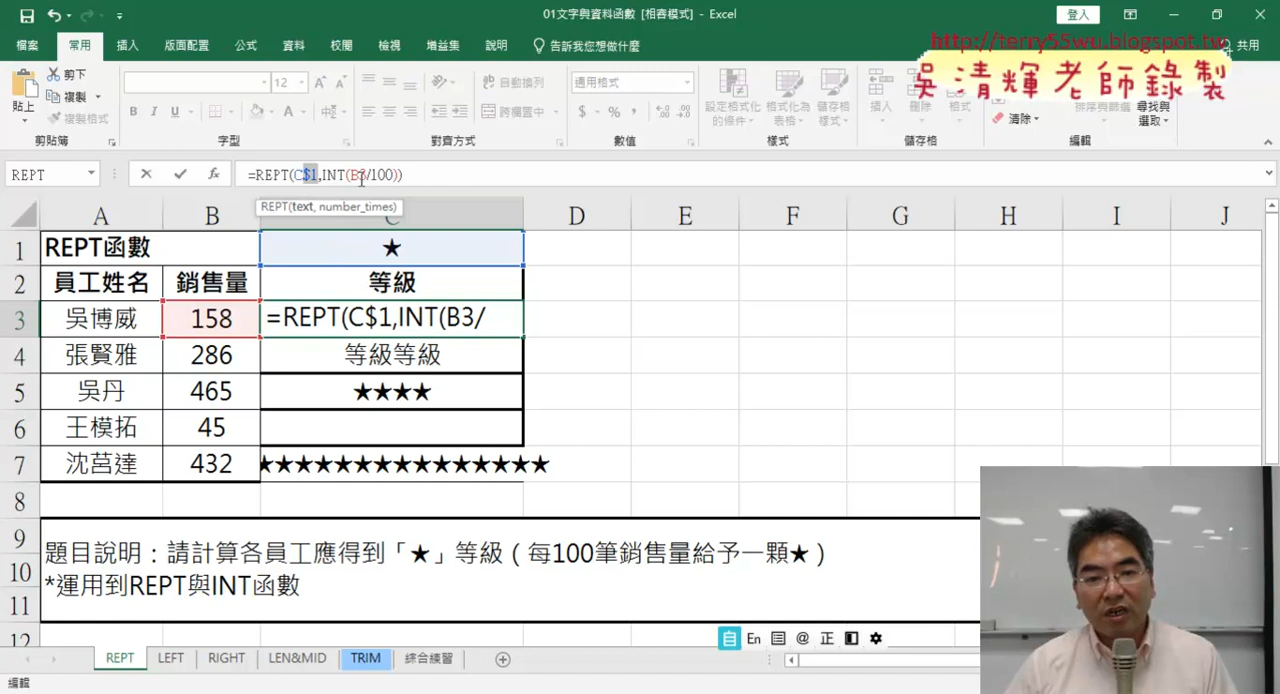 01文字與資料函數 [相容模式] - Excel
登入
檔案 常用 插入 版面配置 公式 資料 校閱 檢視 增益集 說明 告訴我您想做什麼 共用
http://terry55wu.blogspot.tw
吳清輝老師錄製
貼上 剪下 複製 複製格式
12
自動換列 跨欄置中
通用格式
設定格式化的條件 格式化為表格 儲存格樣式
插入 刪除 格式
清除 排序與篩選 尋找與選取
剪貼簿 字型 對齊方式 數值 樣式 儲存格 編輯
REPT =REPT(C$1,INT(B3/100))
REPT(text, number_times)
A B C D E F G H I J
1 REPT函數 ★
2 員工姓名 銷售量 等級
3 吳博威 158 =REPT(C$1,INT(B3/
4 張賢雅 286 等級等級
5 吳丹 465 ★★★★
6 王模拓 45
7 沈莒達 432 ★★★★★★★★★★★★★★★
8
9
10
11
12
題目說明：請計算各員工應得到「★」等級（每100筆銷售量給予一顆★）
*運用到REPT與INT函數
En @ 正
REPT LEFT RIGHT LEN&MID TRIM 綜合練習
編輯